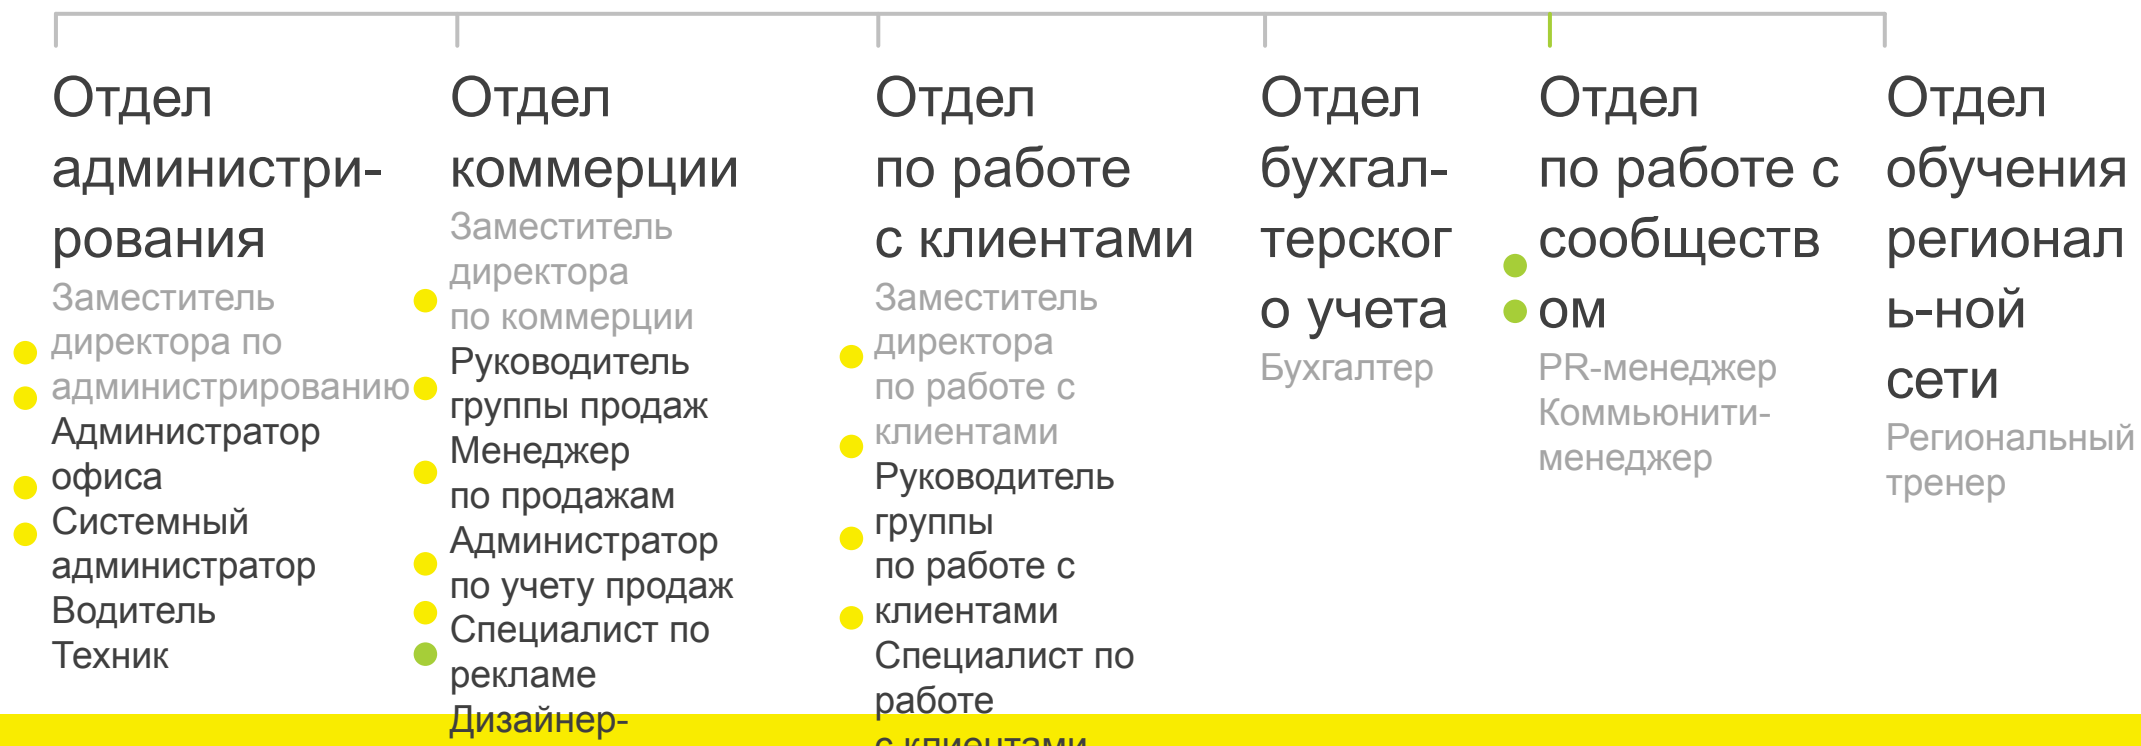 Отдел
администри-
рования
Заместитель
директора по
администрированию
Администратор
офиса
Системный
администратор
Водитель
Техник
Отдел
коммерции
Заместитель
директора
по коммерции
Руководитель
группы продаж
Менеджер
по продажам
Администратор
по учету продаж
Специалист по
рекламе
Дизайнер-
Отдел
по работе
с клиентами
Заместитель
директора
по работе с
клиентами
Руководитель
группы
по работе с
клиентами
Специалист по
работе
с клиентами
Отдел
бухгал-
терског
о учета
Бухгалтер
Отдел
по работе с
сообществ
ом
PR-менеджер
Коммьюнити-
менеджер
Отдел
обучения
регионал
ь-ной
сети
Региональный
тренер